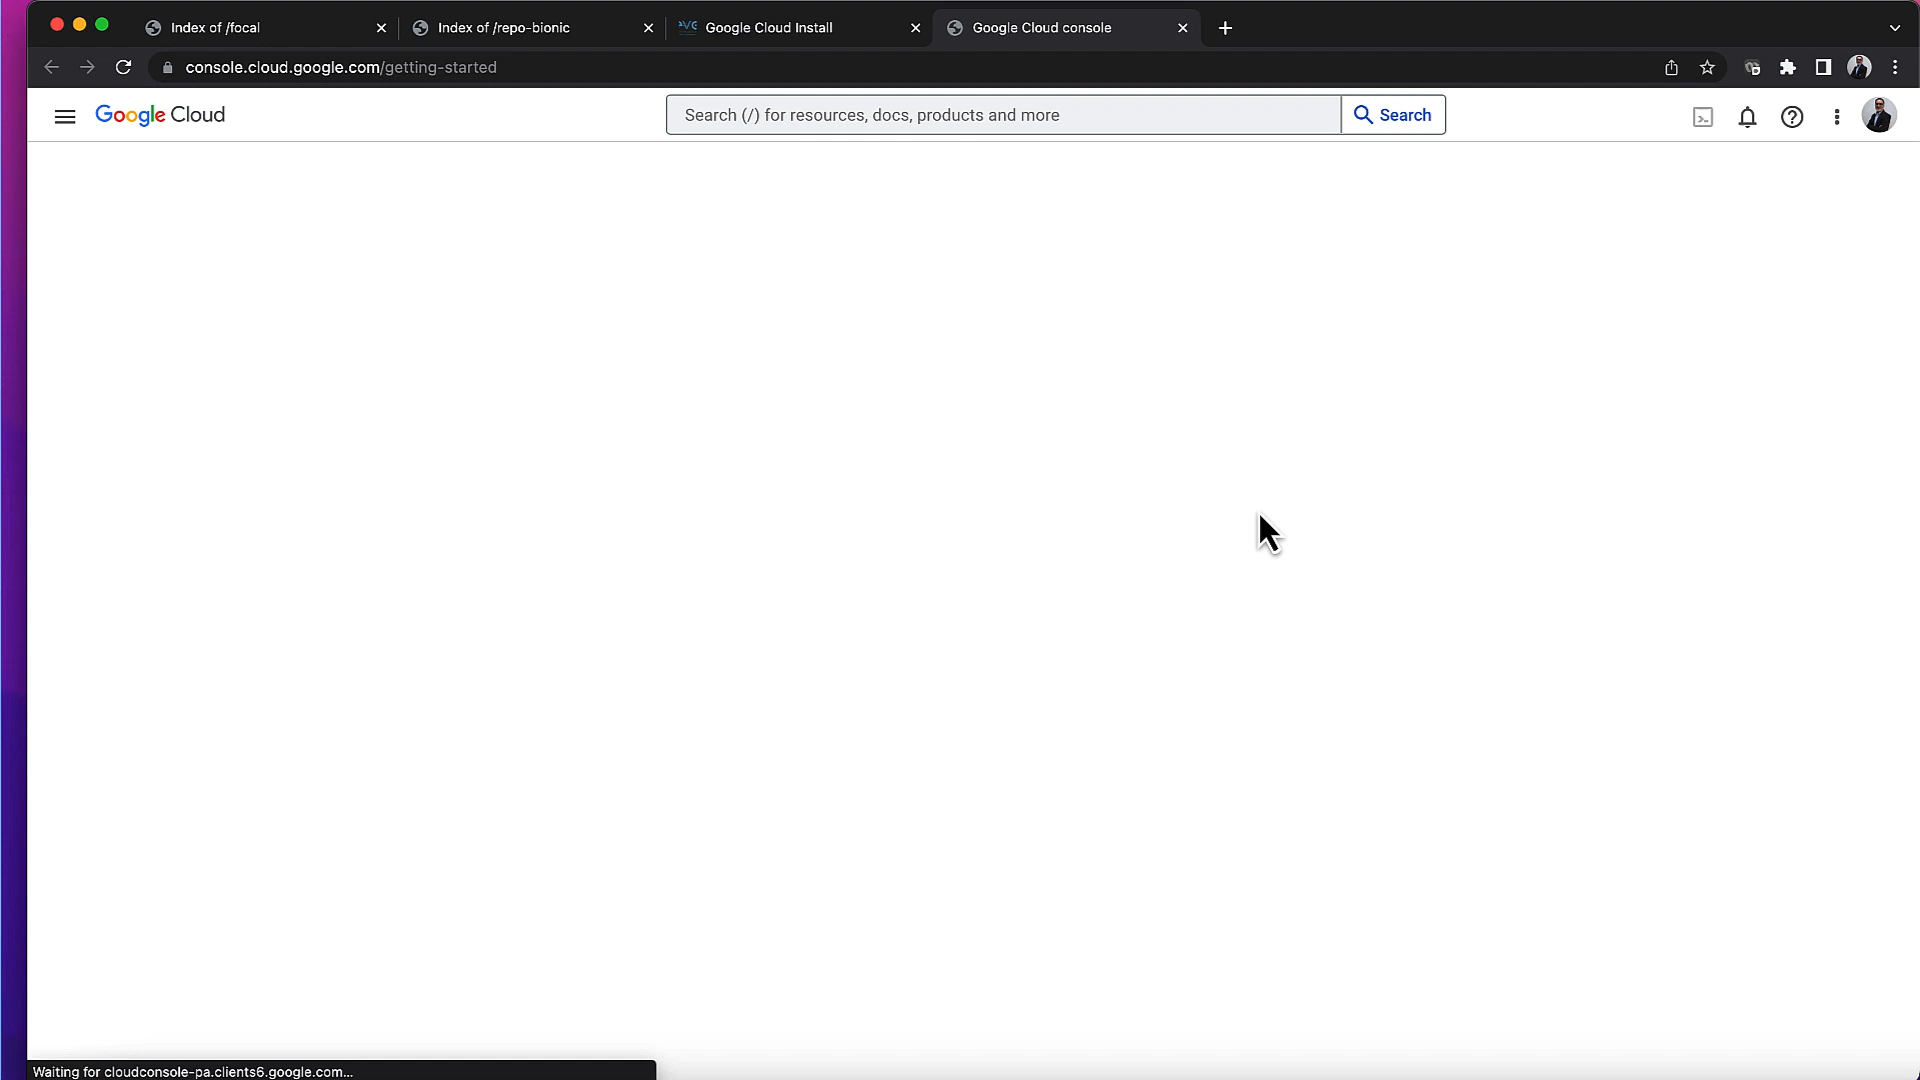 Index of /focal
Index of /repo-bionic
Google Cloud Install
Google Cloud console
console.cloud.google.com/getting-started
Google Cloud
Search (/) for resources, docs, products and more
Search
Waiting for cloudconsole-pa.clients6.google.com...